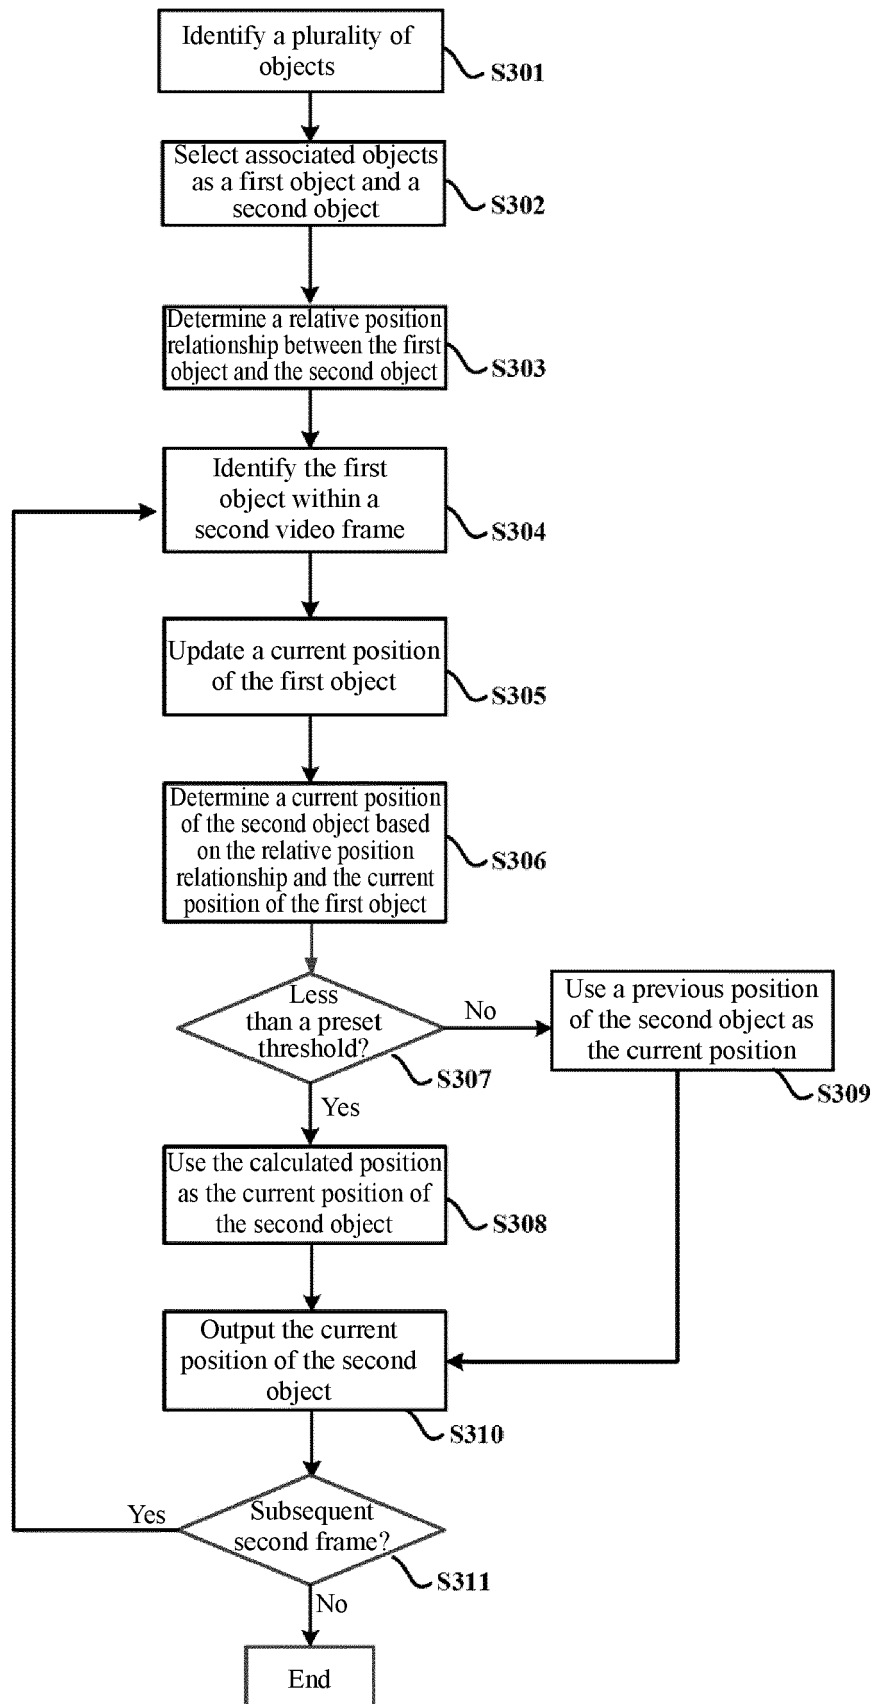 Identify a plurality of
objects
S301
Select associated objects
as a first object and a
second object
S302
Determine a relative position
relationship between the first
object and the second object
S303
Identify the first
object within a
second video frame
S304
Update a current position
of the first object
S305
Determine a current position
of the second object based
on the relative position
relationship and the current
position of the first object
S306
Less
than a preset
threshold?
S307
No
Use a previous position
of the second object as
the current position
S309
Yes
Use the calculated position
as the current position of
the second object
S308
Output the current
position of the second
object
S310
Subsequent
second frame?
S311
Yes
No
End